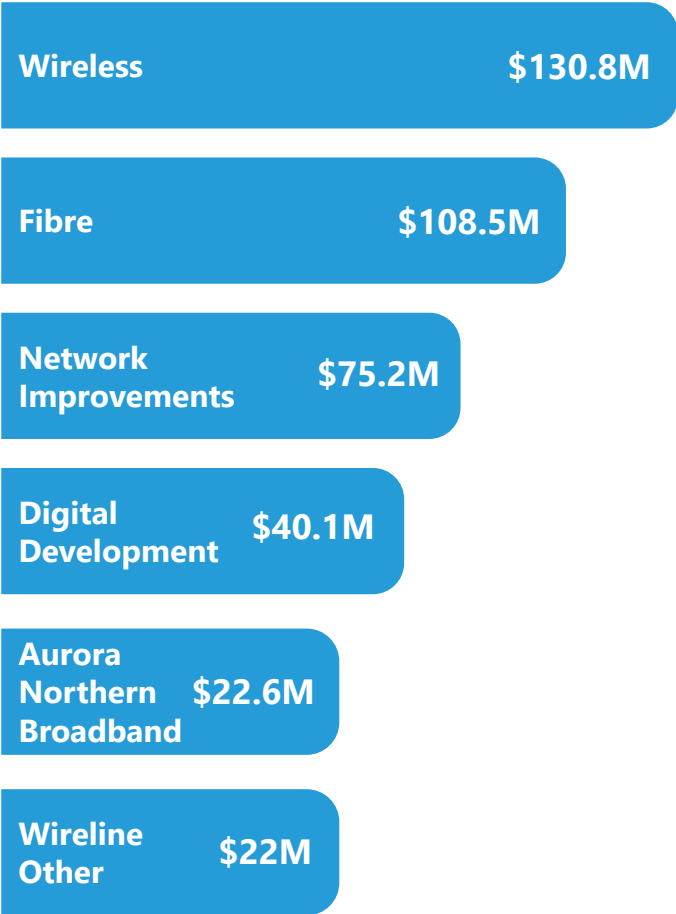 Wireless $130.8M
Fibre $108.5M
Network
Improvements $75.2M
Digital
Development $40.1M
Aurora
Northern $22.6M
Broadband
Wireline
Other $22M